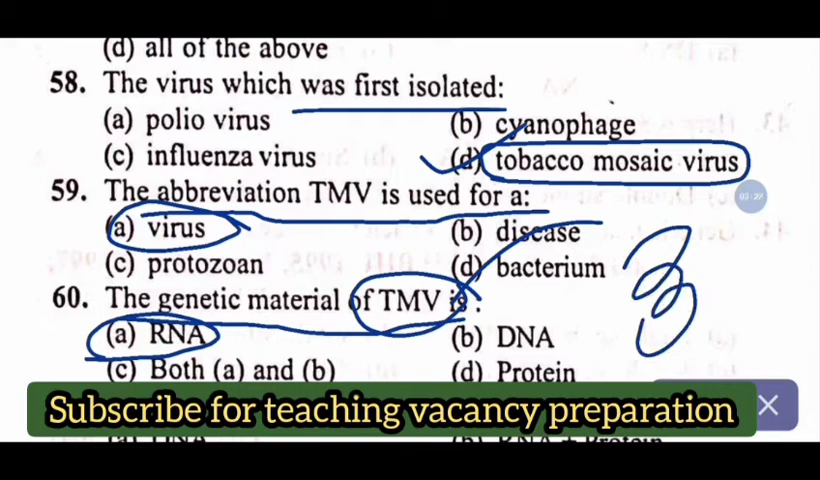 (d) all of the above
58. The virus which was first isolated:
(a) polio virus (b) cyanophage
(c) influenza virus (d) tobacco mosaic virus
59. The abbreviation TMV is used for a:
(a) virus (b) disease
(c) protozoan (d) bacterium
60. The genetic material of TMV is:
(a) RNA (b) DNA
(c) Both (a) and (b) (d) Protein
Subscribe for teaching vacancy preparation